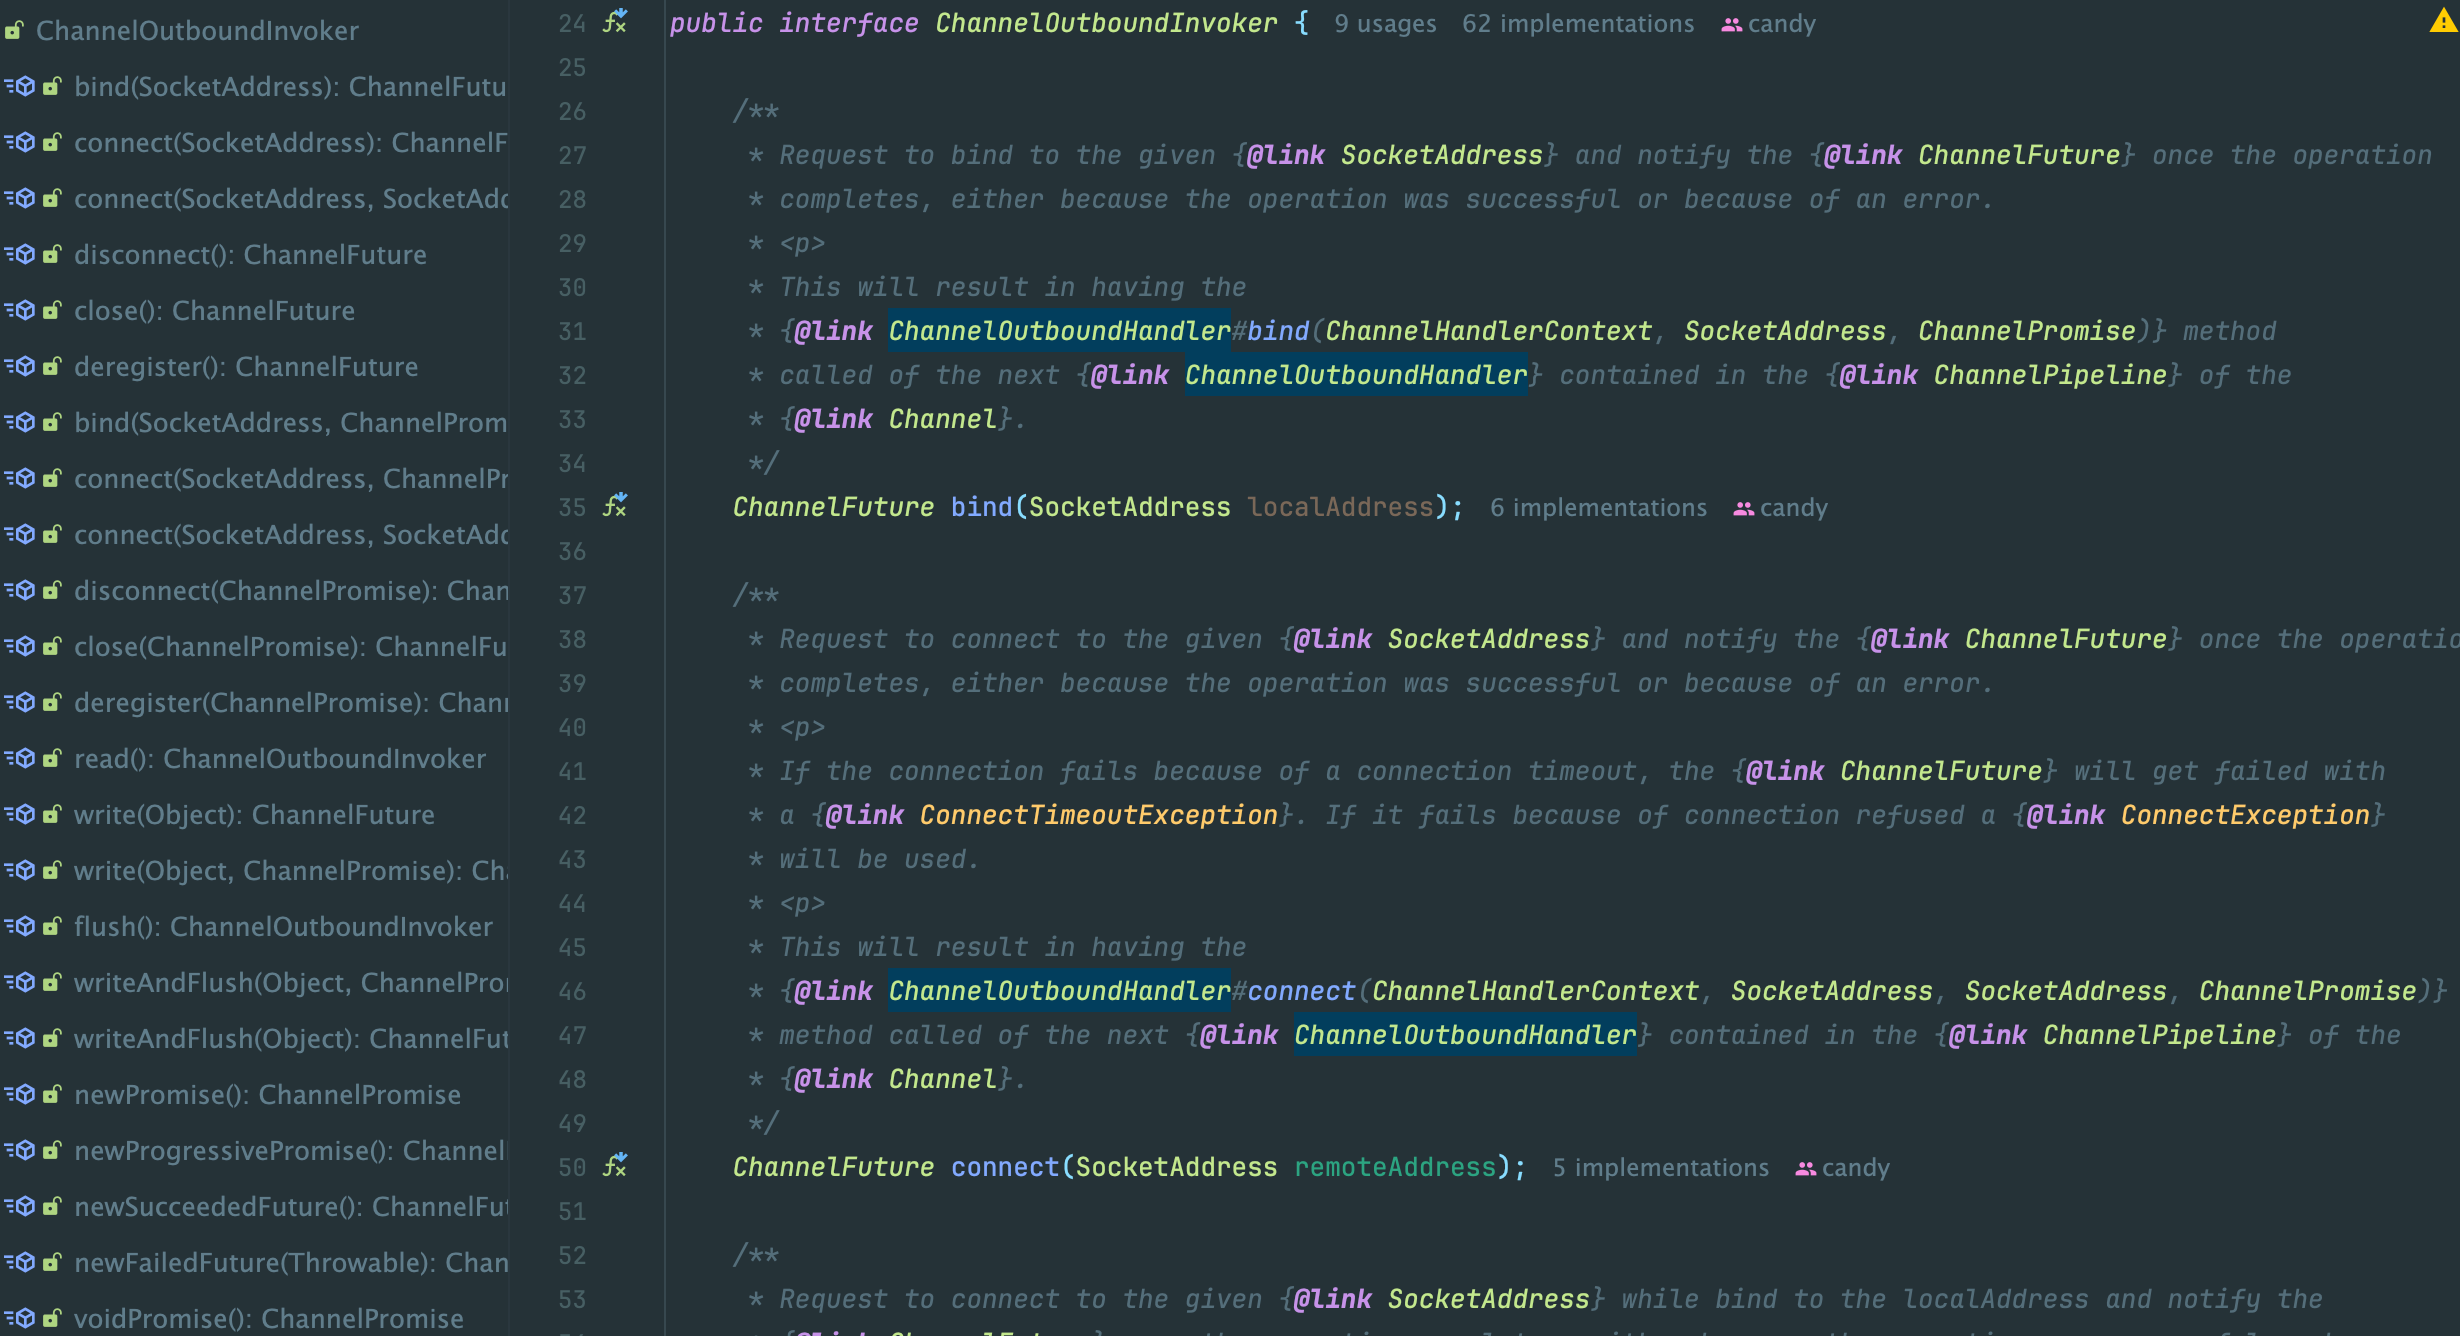 ChannelOutboundInvoker
bind(SocketAddress): ChannelFutu
connect(SocketAddress): ChannelF
connect(SocketAddress, SocketAdd
disconnect(): ChannelFuture
close(): ChannelFuture
deregister(): ChannelFuture
bind(SocketAddress, ChannelProm
connect(SocketAddress, ChannelPr
connect(SocketAddress, SocketAdd
disconnect(ChannelPromise): Chan
close(ChannelPromise): ChannelFu
deregister(ChannelPromise): Chan
read(): ChannelOutboundInvoker
write(Object): ChannelFuture
write(Object, ChannelPromise): Cha
flush(): ChannelOutboundInvoker
writeAndFlush(Object, ChannelPro
writeAndFlush(Object): ChannelFut
newPromise(): ChannelPromise
newProgressivePromise(): Channel
newSucceededFuture(): ChannelFut
newFailedFuture(Throwable): Chan
voidPromise(): ChannelPromise
24 public interface ChannelOutboundInvoker { 9 usages 62 implementations candy
25
26 /**
27 * Request to bind to the given {@link SocketAddress} and notify the {@link ChannelFuture} once the operation
28 * completes, either because the operation was successful or because of an error.
29 * <p>
30 * This will result in having the
31 * {@link ChannelOutboundHandler#bind(ChannelHandlerContext, SocketAddress, ChannelPromise)} method
32 * called of the next {@link ChannelOutboundHandler} contained in the {@link ChannelPipeline} of the
33 * {@link Channel}.
34 */
35 ChannelFuture bind(SocketAddress localAddress); 6 implementations candy
36
37 /**
38 * Request to connect to the given {@link SocketAddress} and notify the {@link ChannelFuture} once the operatio
39 * completes, either because the operation was successful or because of an error.
40 * <p>
41 * If the connection fails because of a connection timeout, the {@link ChannelFuture} will get failed with
42 * a {@link ConnectTimeoutException}. If it fails because of connection refused a {@link ConnectException}
43 * will be used.
44 * <p>
45 * This will result in having the
46 * {@link ChannelOutboundHandler#connect(ChannelHandlerContext, SocketAddress, SocketAddress, ChannelPromise)}
47 * method called of the next {@link ChannelOutboundHandler} contained in the {@link ChannelPipeline} of the
48 * {@link Channel}.
49 */
50 ChannelFuture connect(SocketAddress remoteAddress); 5 implementations candy
51
52 /**
53 * Request to connect to the given {@link SocketAddress} while bind to the localAddress and notify the